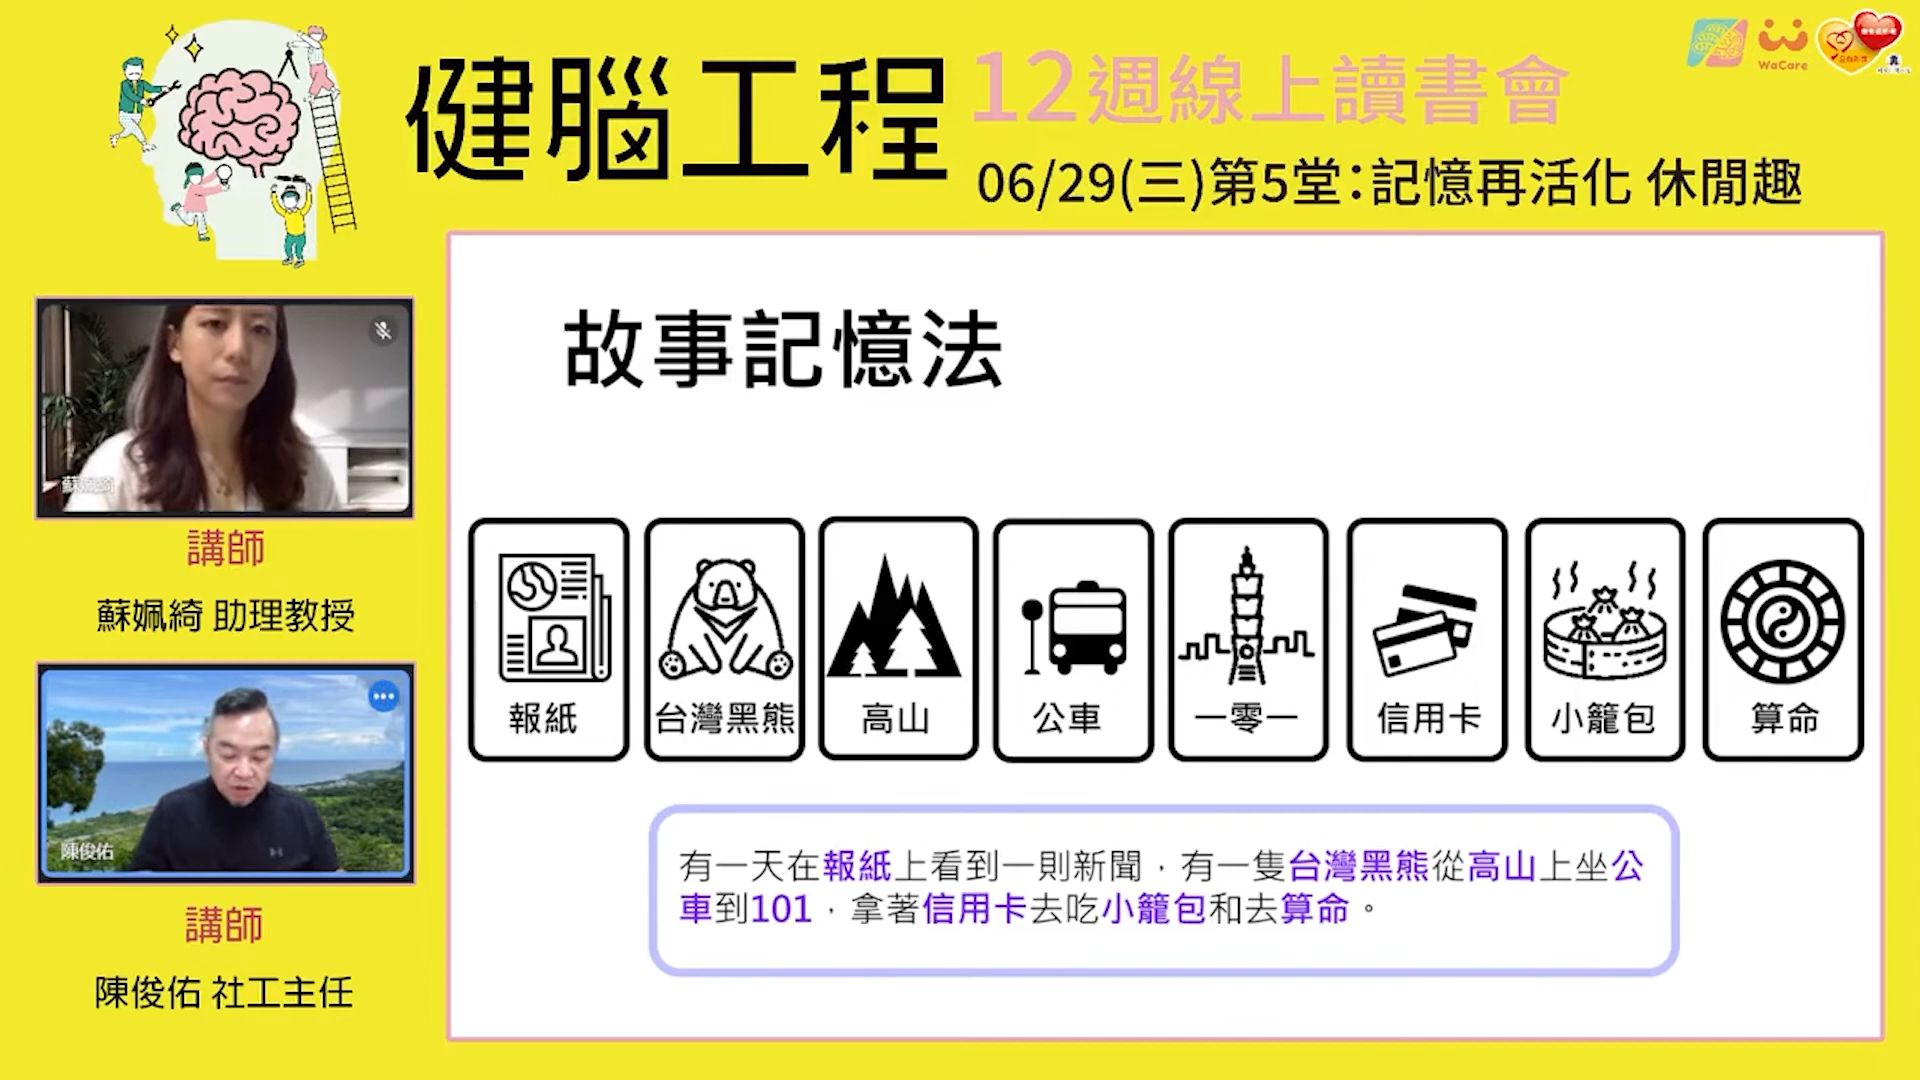 健腦工程
12週線上讀書會
06/29(三)第5堂：記憶再活化 休閒趣
WaCare
講師
蘇姵綺 助理教授
陳俊佑
講師
陳俊佑 社工主任
故事記憶法
報紙
台灣黑熊
高山
公車
一零一
信用卡
小籠包
算命
有一天在報紙上看到一則新聞，有一隻台灣黑熊從高山上坐公
車到101，拿著信用卡去吃小籠包和去算命。